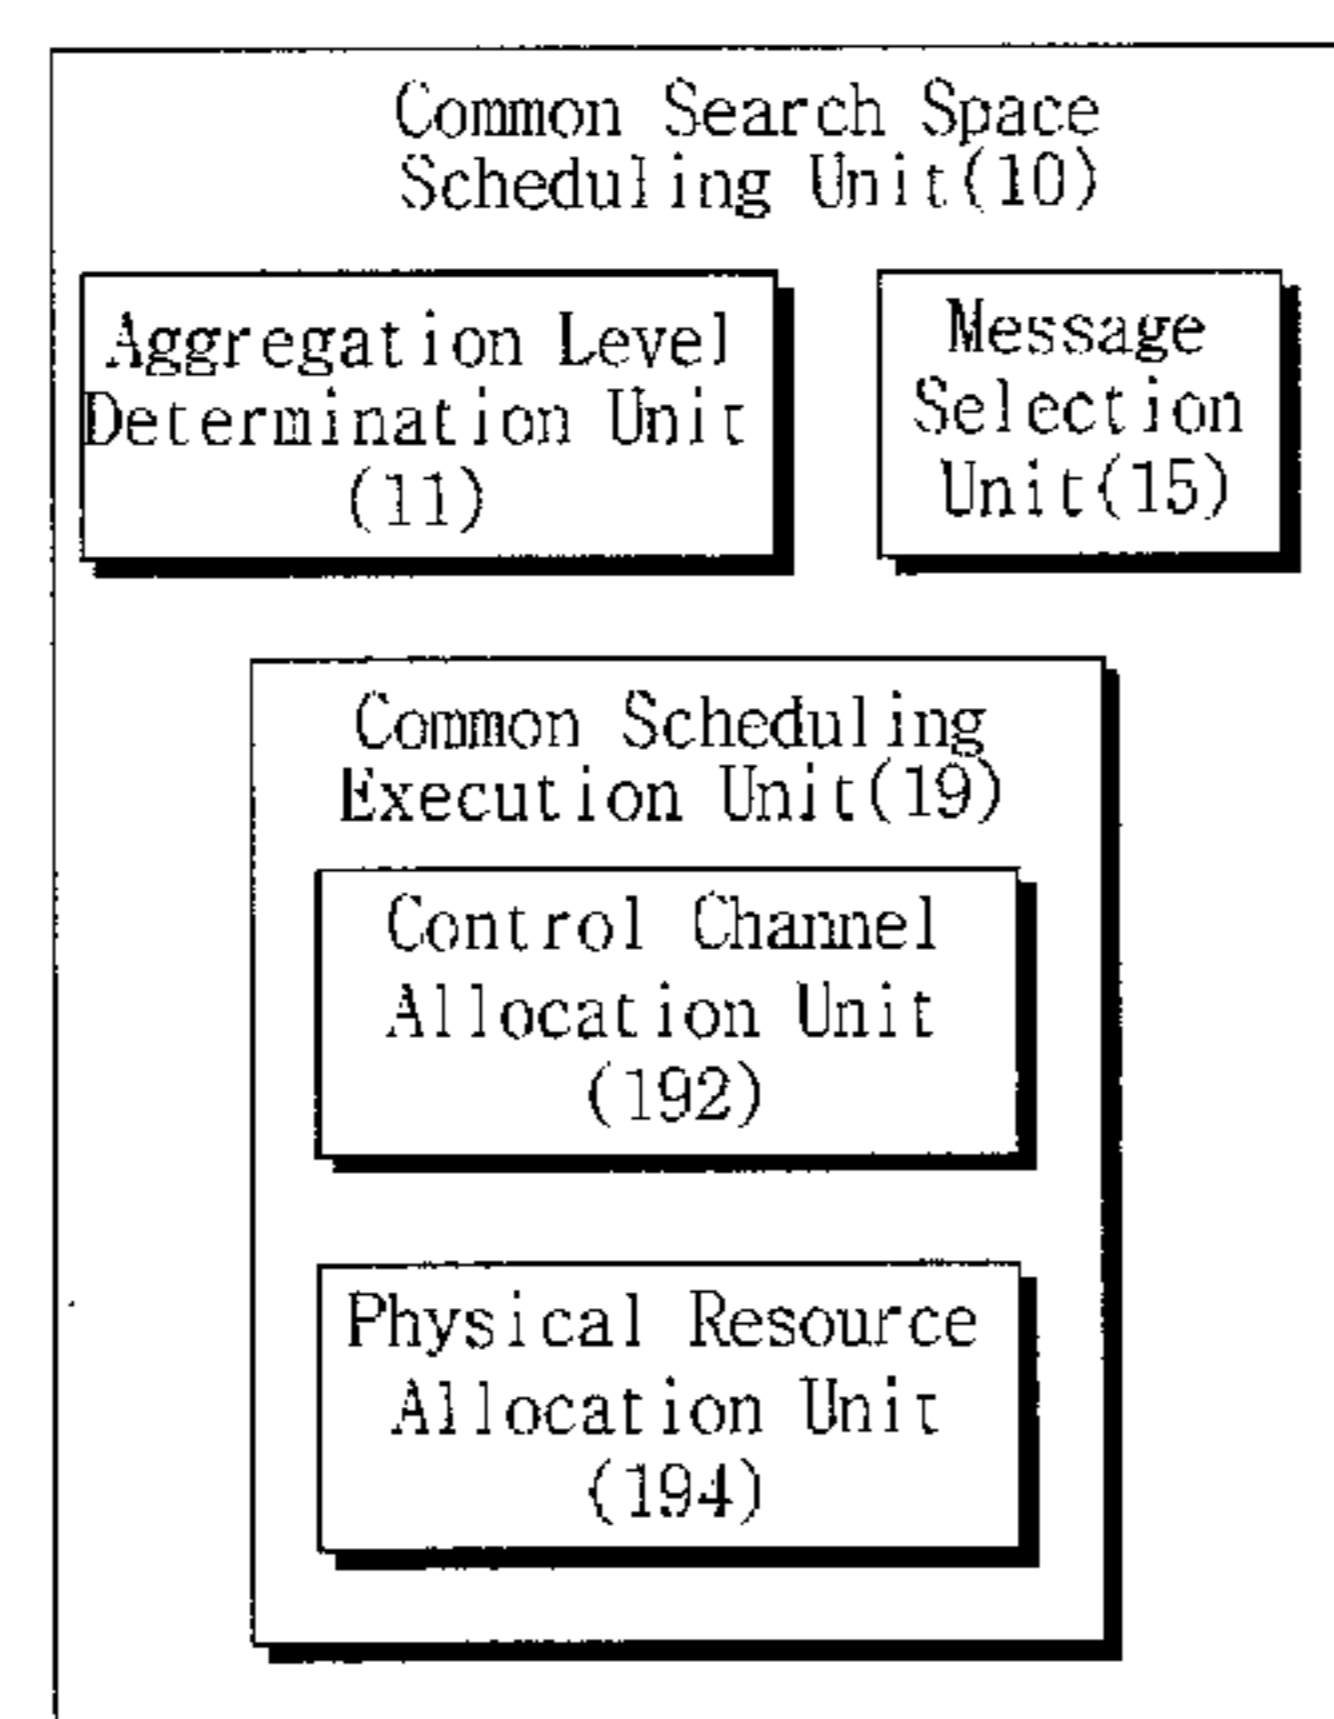 Common Search Space
Scheduling Unit(10)
Aggregation Level
Determination Unit
(11)
Message
Selection
Unit(15)
Common Scheduling
Execution Unit(19)
Control Channel
Allocation Unit
(192)
Physical Resource
Allocation Unit
(194)